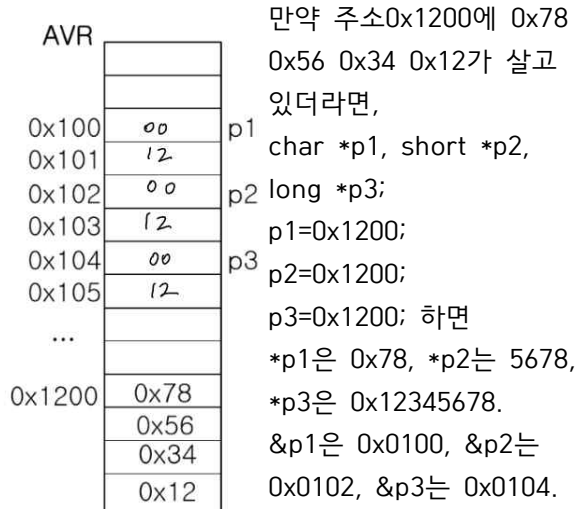 AVR
0x100 00 p1
0x101 12
0x102 00 p2
0x103 12
0x104 00 p3
0x105 12
...
0x1200 0x78
0x56
0x34
0x12
만약 주소0x1200에 0x78
0x56 0x34 0x12가 살고
있더라면,
char *p1, short *p2,
long *p3;
p1=0x1200;
p2=0x1200;
p3=0x1200; 하면
*p1은 0x78, *p2는 5678,
*p3은 0x12345678.
&p1은 0x0100, &p2는
0x0102, &p3는 0x0104.